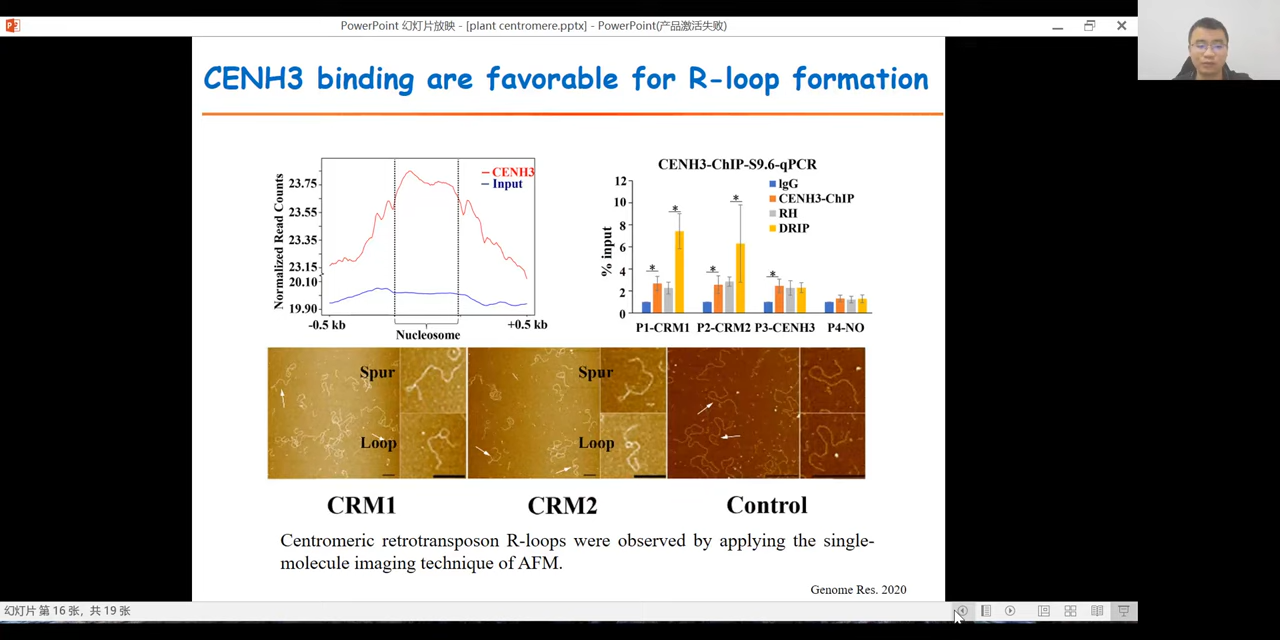 PowerPoint 幻灯片放映 - [plant centromere.pptx] - PowerPoint(产品激活失败)
CENH3 binding are favorable for R-loop formation
Normalized Read Counts
23.75
23.55
23.35
23.15
20.10
19.90
CENH3
Input
-0.5 kb
+0.5 kb
Nucleosome
CENH3-ChIP-S9.6-qPCR
% input
12
10
8
6
4
2
0
IgG
CENH3-ChIP
RH
DRIP
*
*
*
*
*
P1-CRM1 P2-CRM2 P3-CENH3 P4-NO
Spur
Loop
Spur
Loop
CRM1
CRM2
Control
Centromeric retrotransposon R-loops were observed by applying the single-
molecule imaging technique of AFM.
Genome Res. 2020
幻灯片 第 16 张，共 19 张